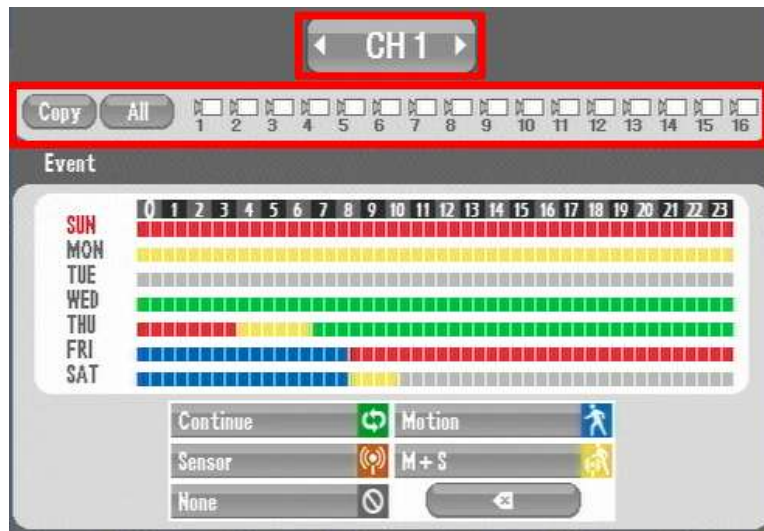 CH 1
Copy All
1 2 3 4 5 6 7 8 9 10 11 12 13 14 15 16
Event
0 1 2 3 4 5 6 7 8 9 10 11 12 13 14 15 16 17 18 19 20 21 22 23
SUN
MON
TUE
WED
THU
FRI
SAT
Continue Motion
Sensor M + S
None